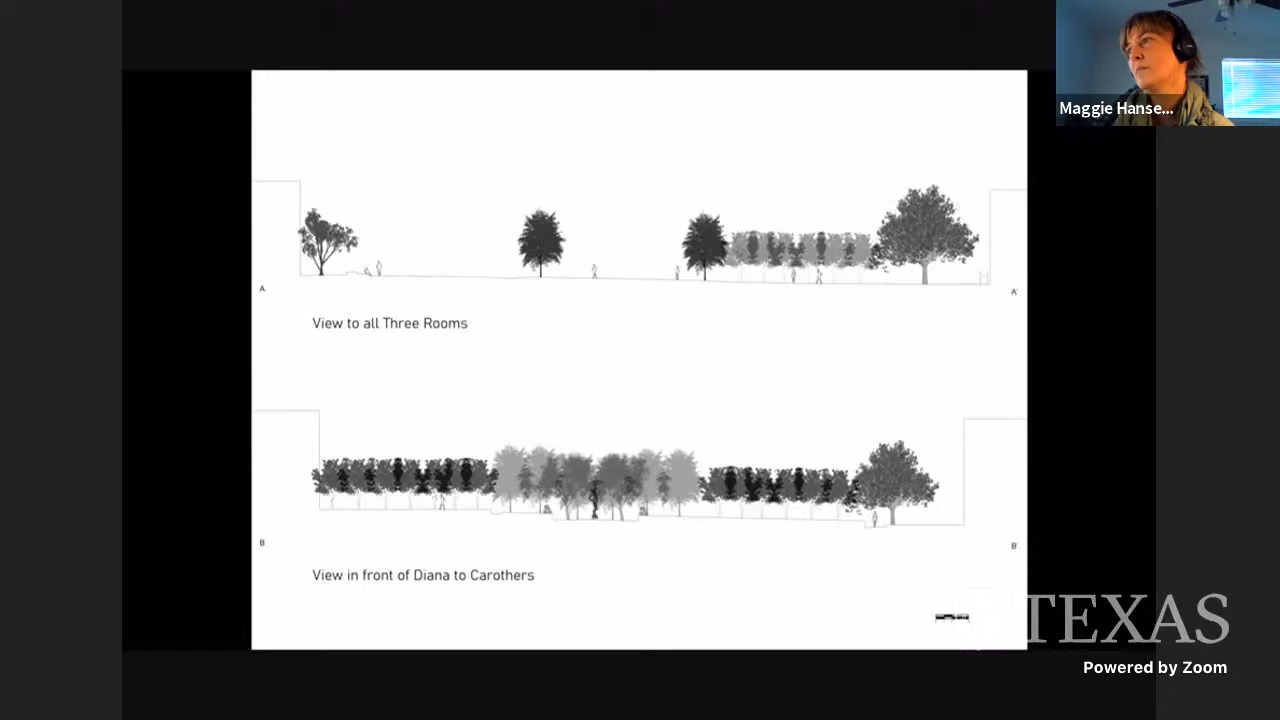 Maggie Hanse...
A
A'
View to all Three Rooms
B
B'
View in front of Diana to Carothers
TEXAS
Powered by Zoom